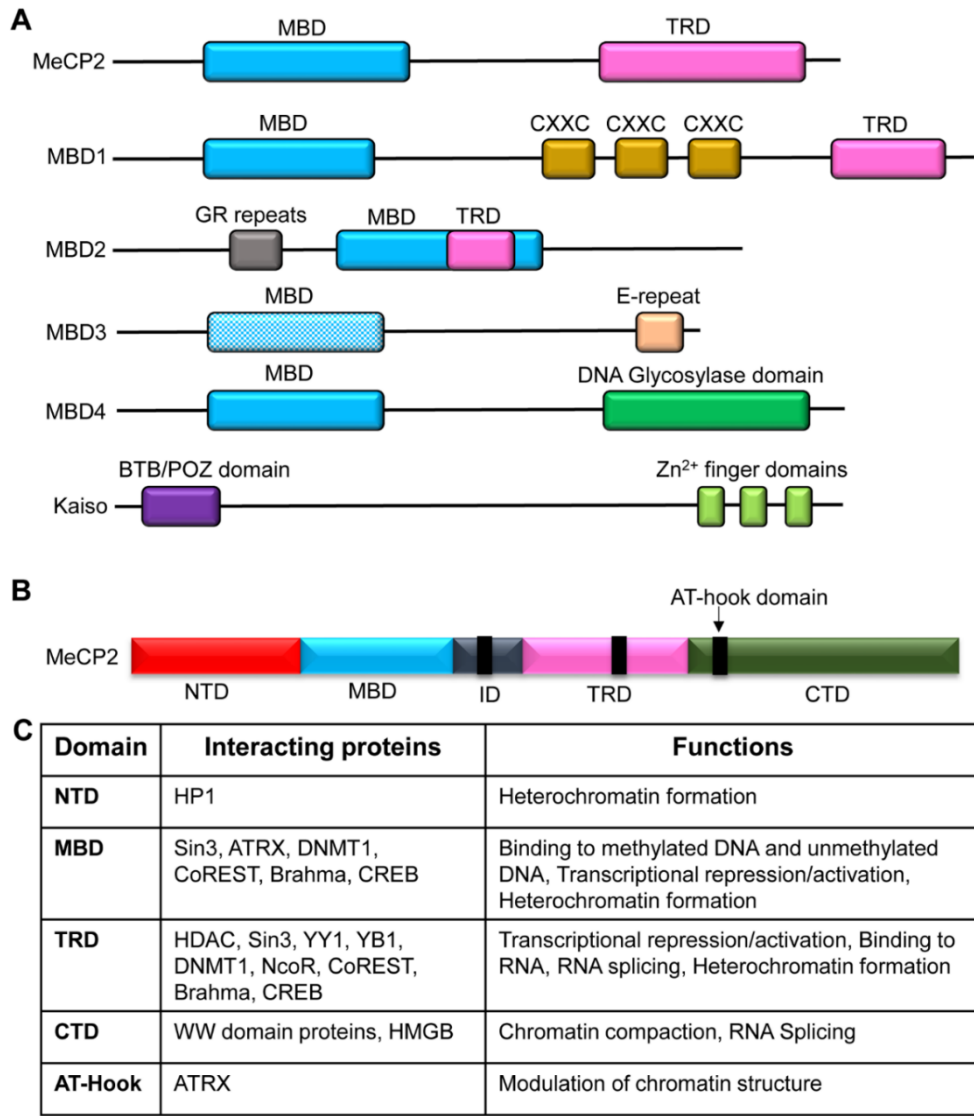 A
MBD TRD
MeCP2
MBD CXXC CXXC CXXC TRD
MBD1
GR repeats MBD TRD
MBD2
MBD E-repeat
MBD3
MBD DNA Glycosylase domain
MBD4
BTB/POZ domain Zn²⁺ finger domains
Kaiso
B
AT-hook domain
MeCP2
NTD MBD ID TRD CTD
C
Domain Interacting proteins Functions
NTD HP1 Heterochromatin formation
MBD Sin3, ATRX, DNMT1, Binding to methylated DNA and unmethylated
CoREST, Brahma, CREB DNA, Transcriptional repression/activation,
Heterochromatin formation
TRD HDAC, Sin3, YY1, YB1, Transcriptional repression/activation, Binding to
DNMT1, NcoR, CoREST, RNA, RNA splicing, Heterochromatin formation
Brahma, CREB
CTD WW domain proteins, HMGB Chromatin compaction, RNA Splicing
AT-Hook ATRX Modulation of chromatin structure